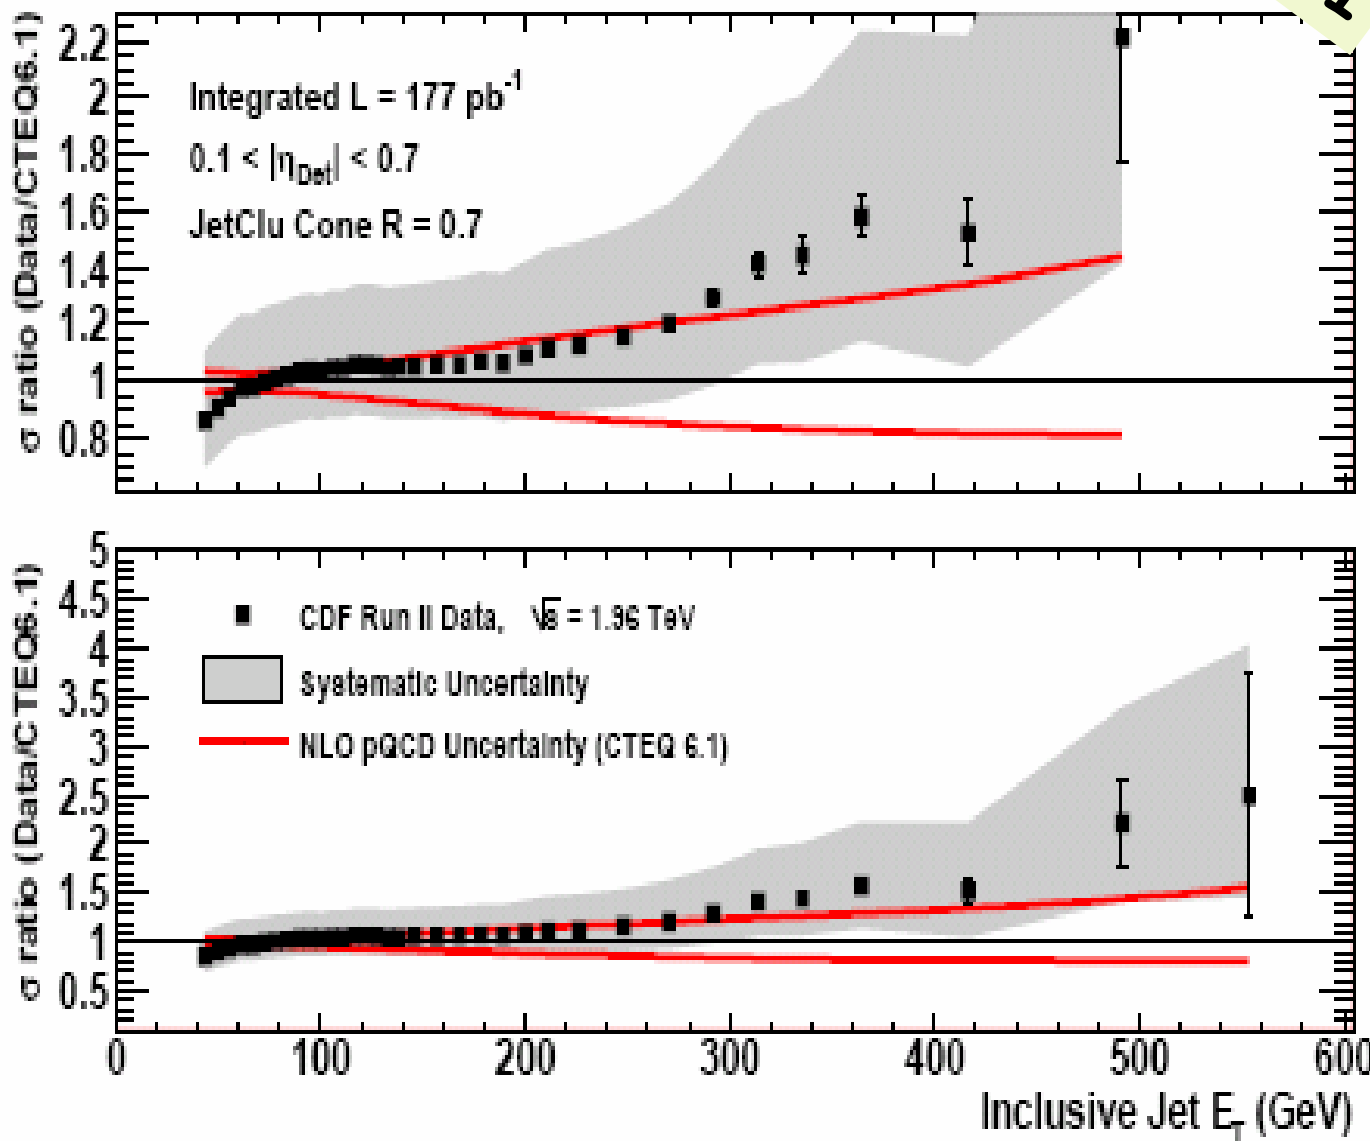 σ ratio (Data/CTEQ6.1)
2.2
2
1.8
1.6
1.4
1.2
1
0.8
Integrated L = 177 pb⁻¹
0.1 < |η_Det| < 0.7
JetClu Cone R = 0.7
σ ratio (Data/CTEQ6.1)
5
4.5
4
3.5
3
2.5
2
1.5
1
0.5
CDF Run II Data, √s = 1.96 TeV
Systematic Uncertainty
NLO pQCD Uncertainty (CTEQ 6.1)
0 100 200 300 400 500 600
Inclusive Jet E_T (GeV)